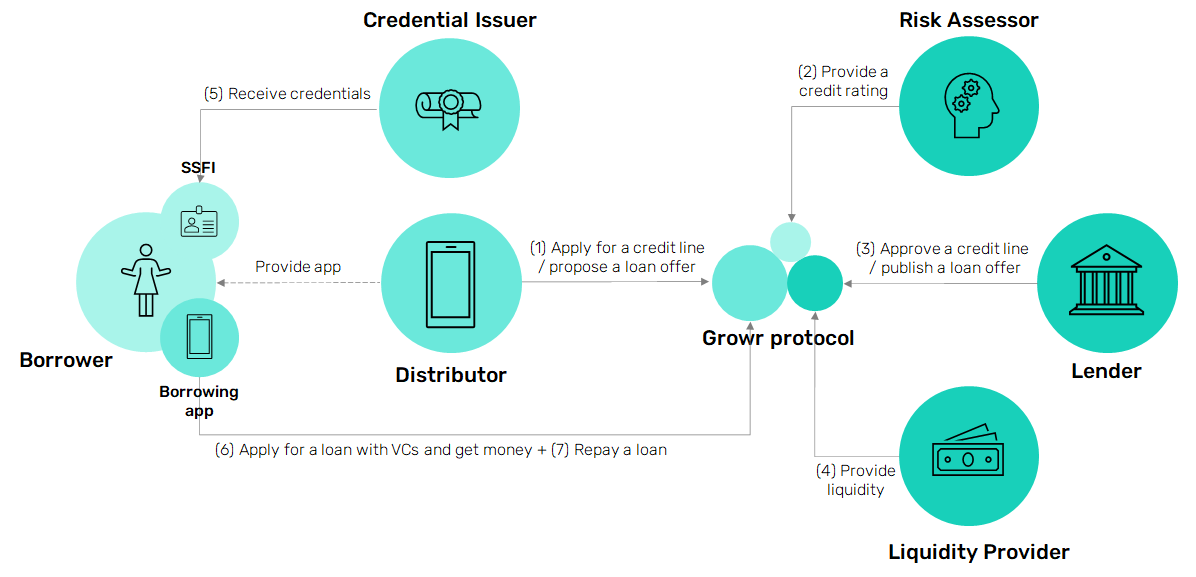 Credential Issuer
Risk Assessor
(2) Provide a
credit rating
(5) Receive credentials
SSFI
(1) Apply for a credit line
/ propose a loan offer
(3) Approve a credit line
/ publish a loan offer
Provide app
Growr protocol
Borrower
Distributor
Lender
Borrowing
app
(6) Apply for a loan with VCs and get money + (7) Repay a loan
(4) Provide
liquidity
Liquidity Provider